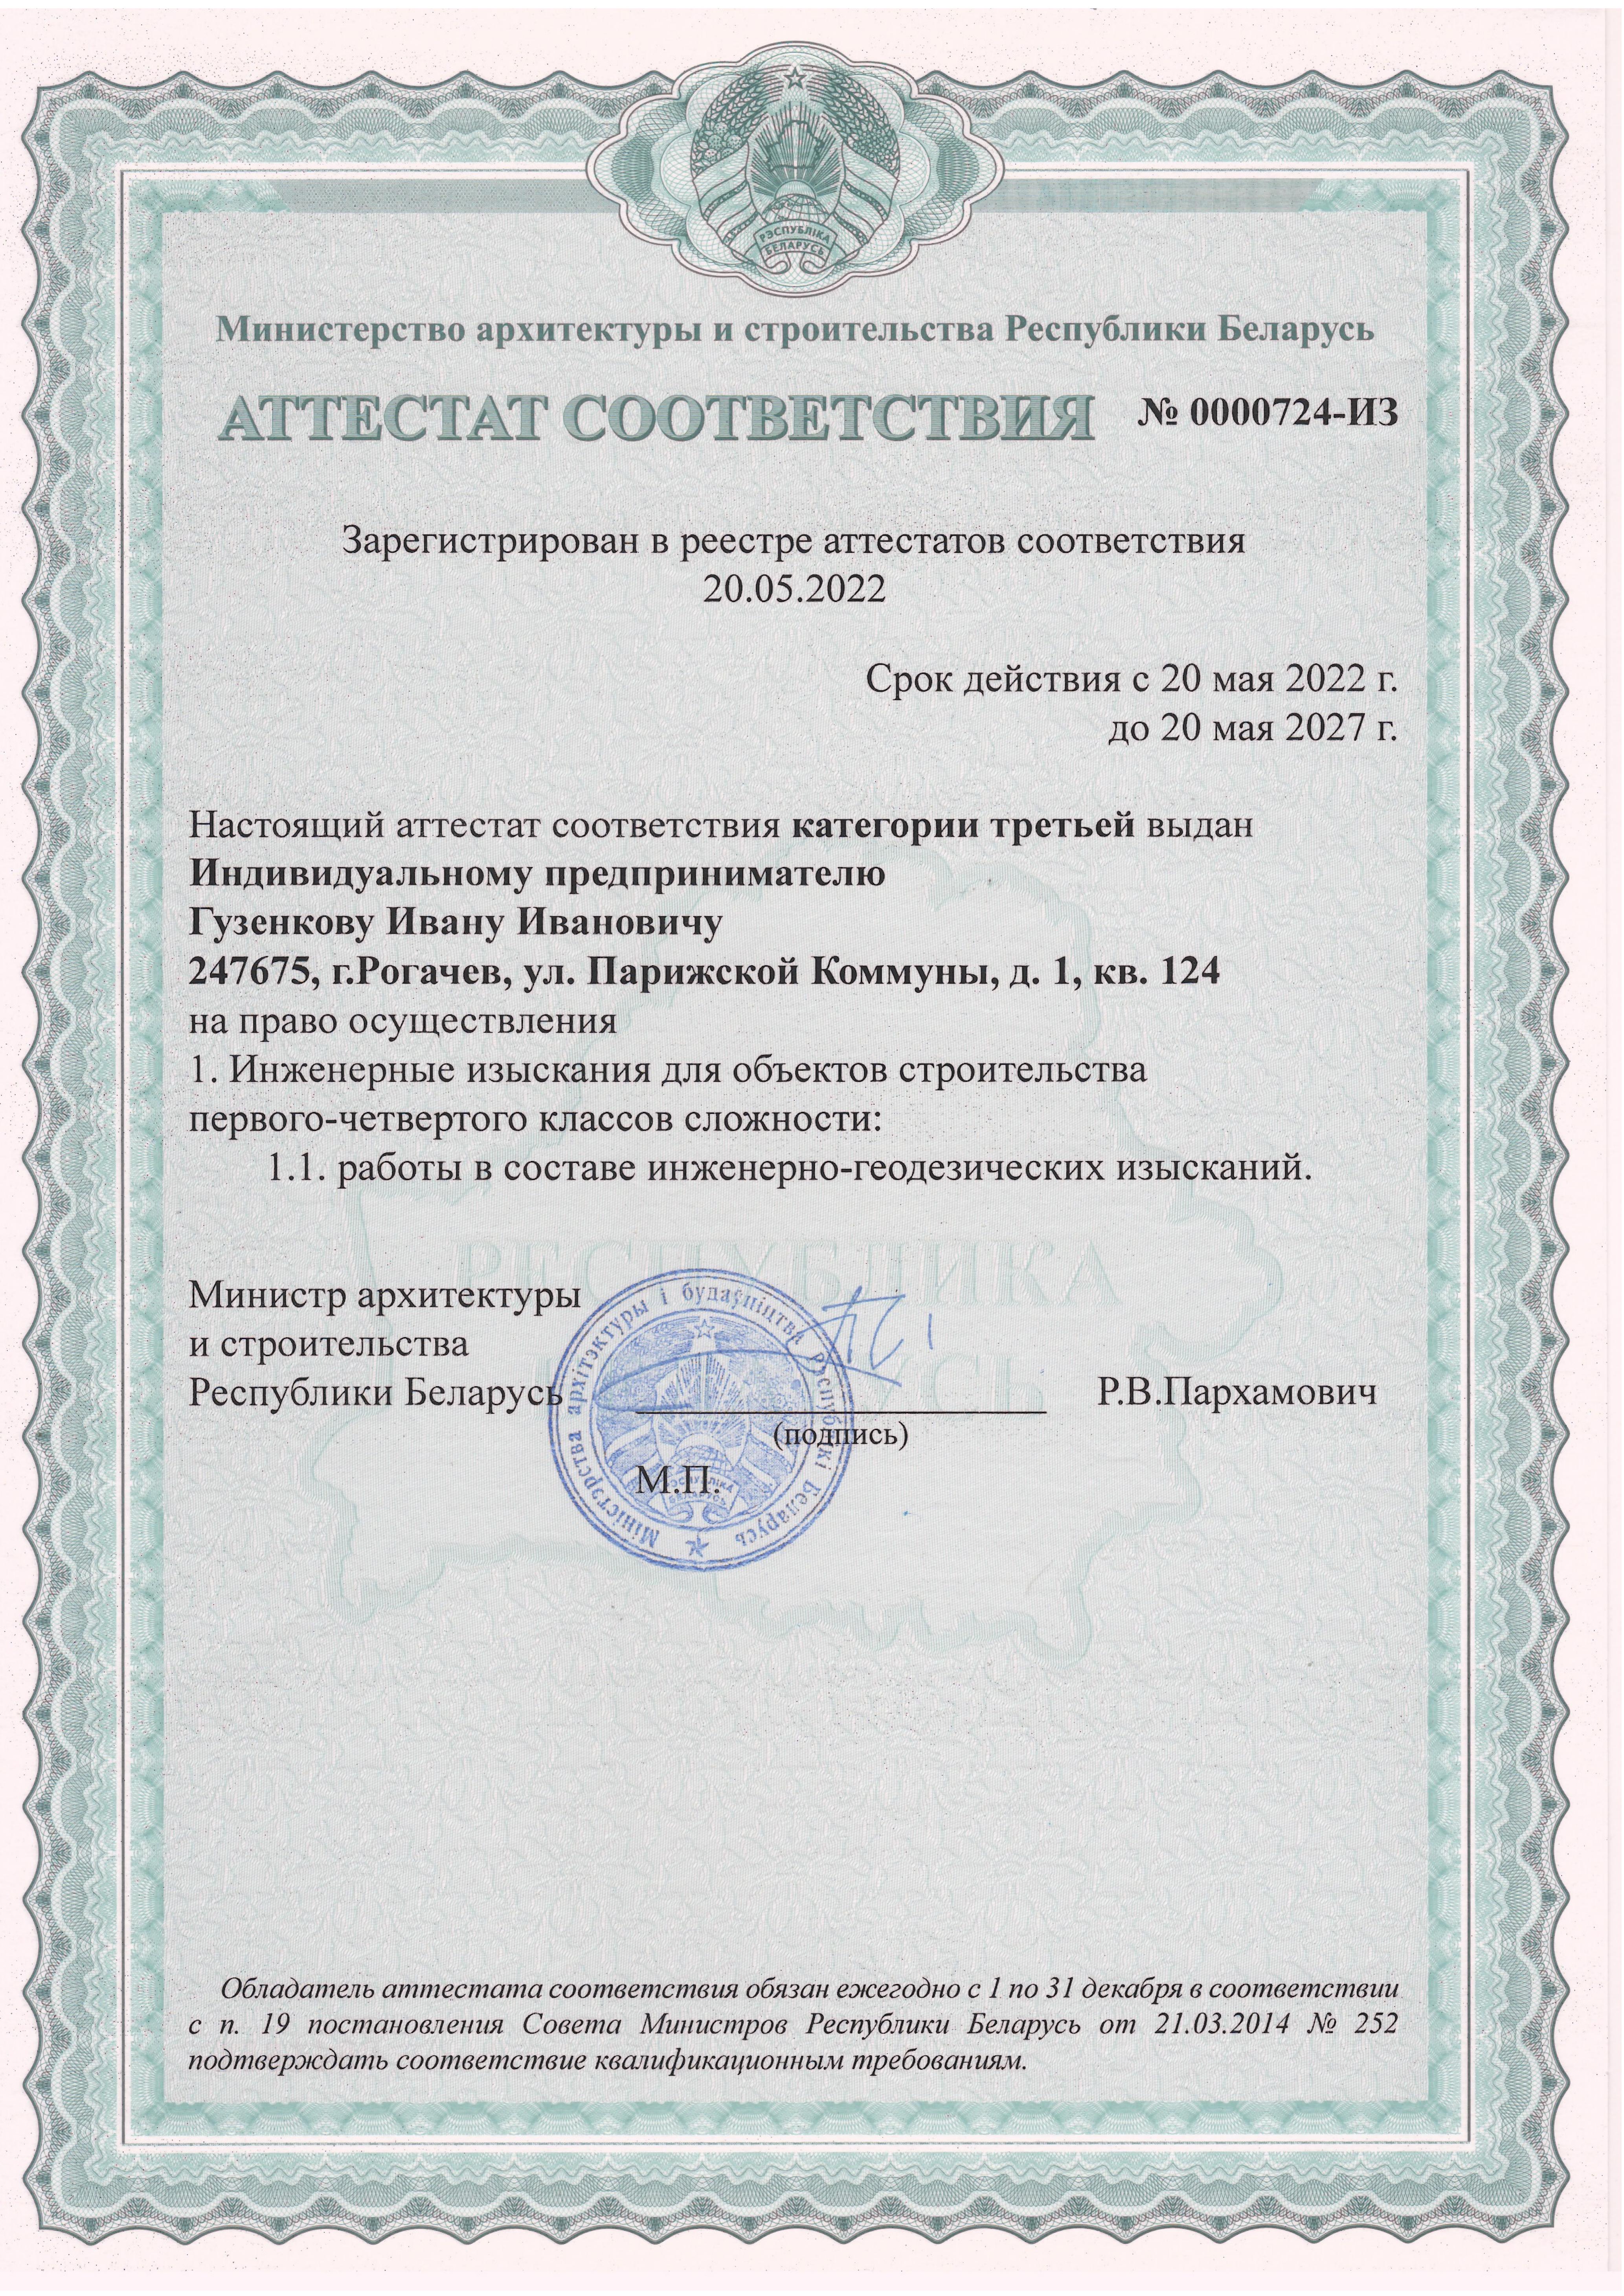 РЭСПУБЛІКА
БЕЛАРУСЬ
Министерство архитектуры и строительства Республики Беларусь
АТТЕСТАТ СООТВЕТСТВИЯ № 0000724-ИЗ
Зарегистрирован в реестре аттестатов соответствия
20.05.2022
Срок действия с 20 мая 2022 г.
до 20 мая 2027 г.
Настоящий аттестат соответствия категории третьей выдан
Индивидуальному предпринимателю
Гузенкову Ивану Ивановичу
247675, г.Рогачев, ул. Парижской Коммуны, д. 1, кв. 124
на право осуществления
1. Инженерные изыскания для объектов строительства
первого-четвертого классов сложности:
1.1. работы в составе инженерно-геодезических изысканий.
РЕСПУБЛИКА
Министр архитектуры
и строительства
Республики Беларусь Р.В.Пархамович
(подпись)
М.П.
Міністэрства архітэктуры і будаўніцтва Рэспублікі Беларусь
РЭСПУБЛІКА
БЕЛАРУСЬ
Обладатель аттестата соответствия обязан ежегодно с 1 по 31 декабря в соответствии
с п. 19 постановления Совета Министров Республики Беларусь от 21.03.2014 № 252
подтверждать соответствие квалификационным требованиям.